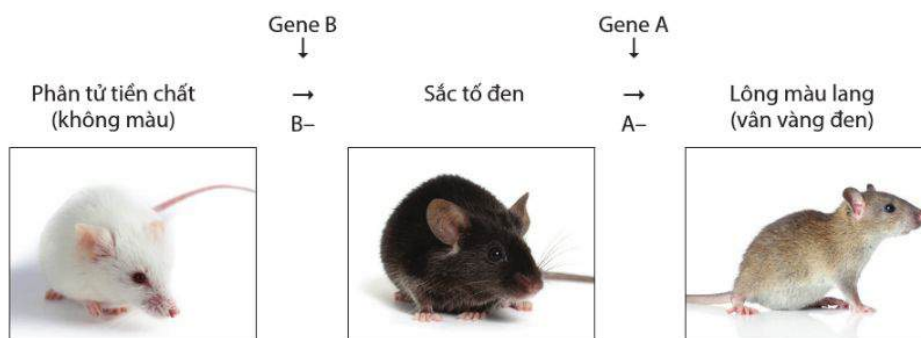 Gene B
Gene A
↓
↓
Phân tử tiền chất
(không màu)
→
B–
Sắc tố đen
→
A–
Lông màu lang
(vân vàng đen)